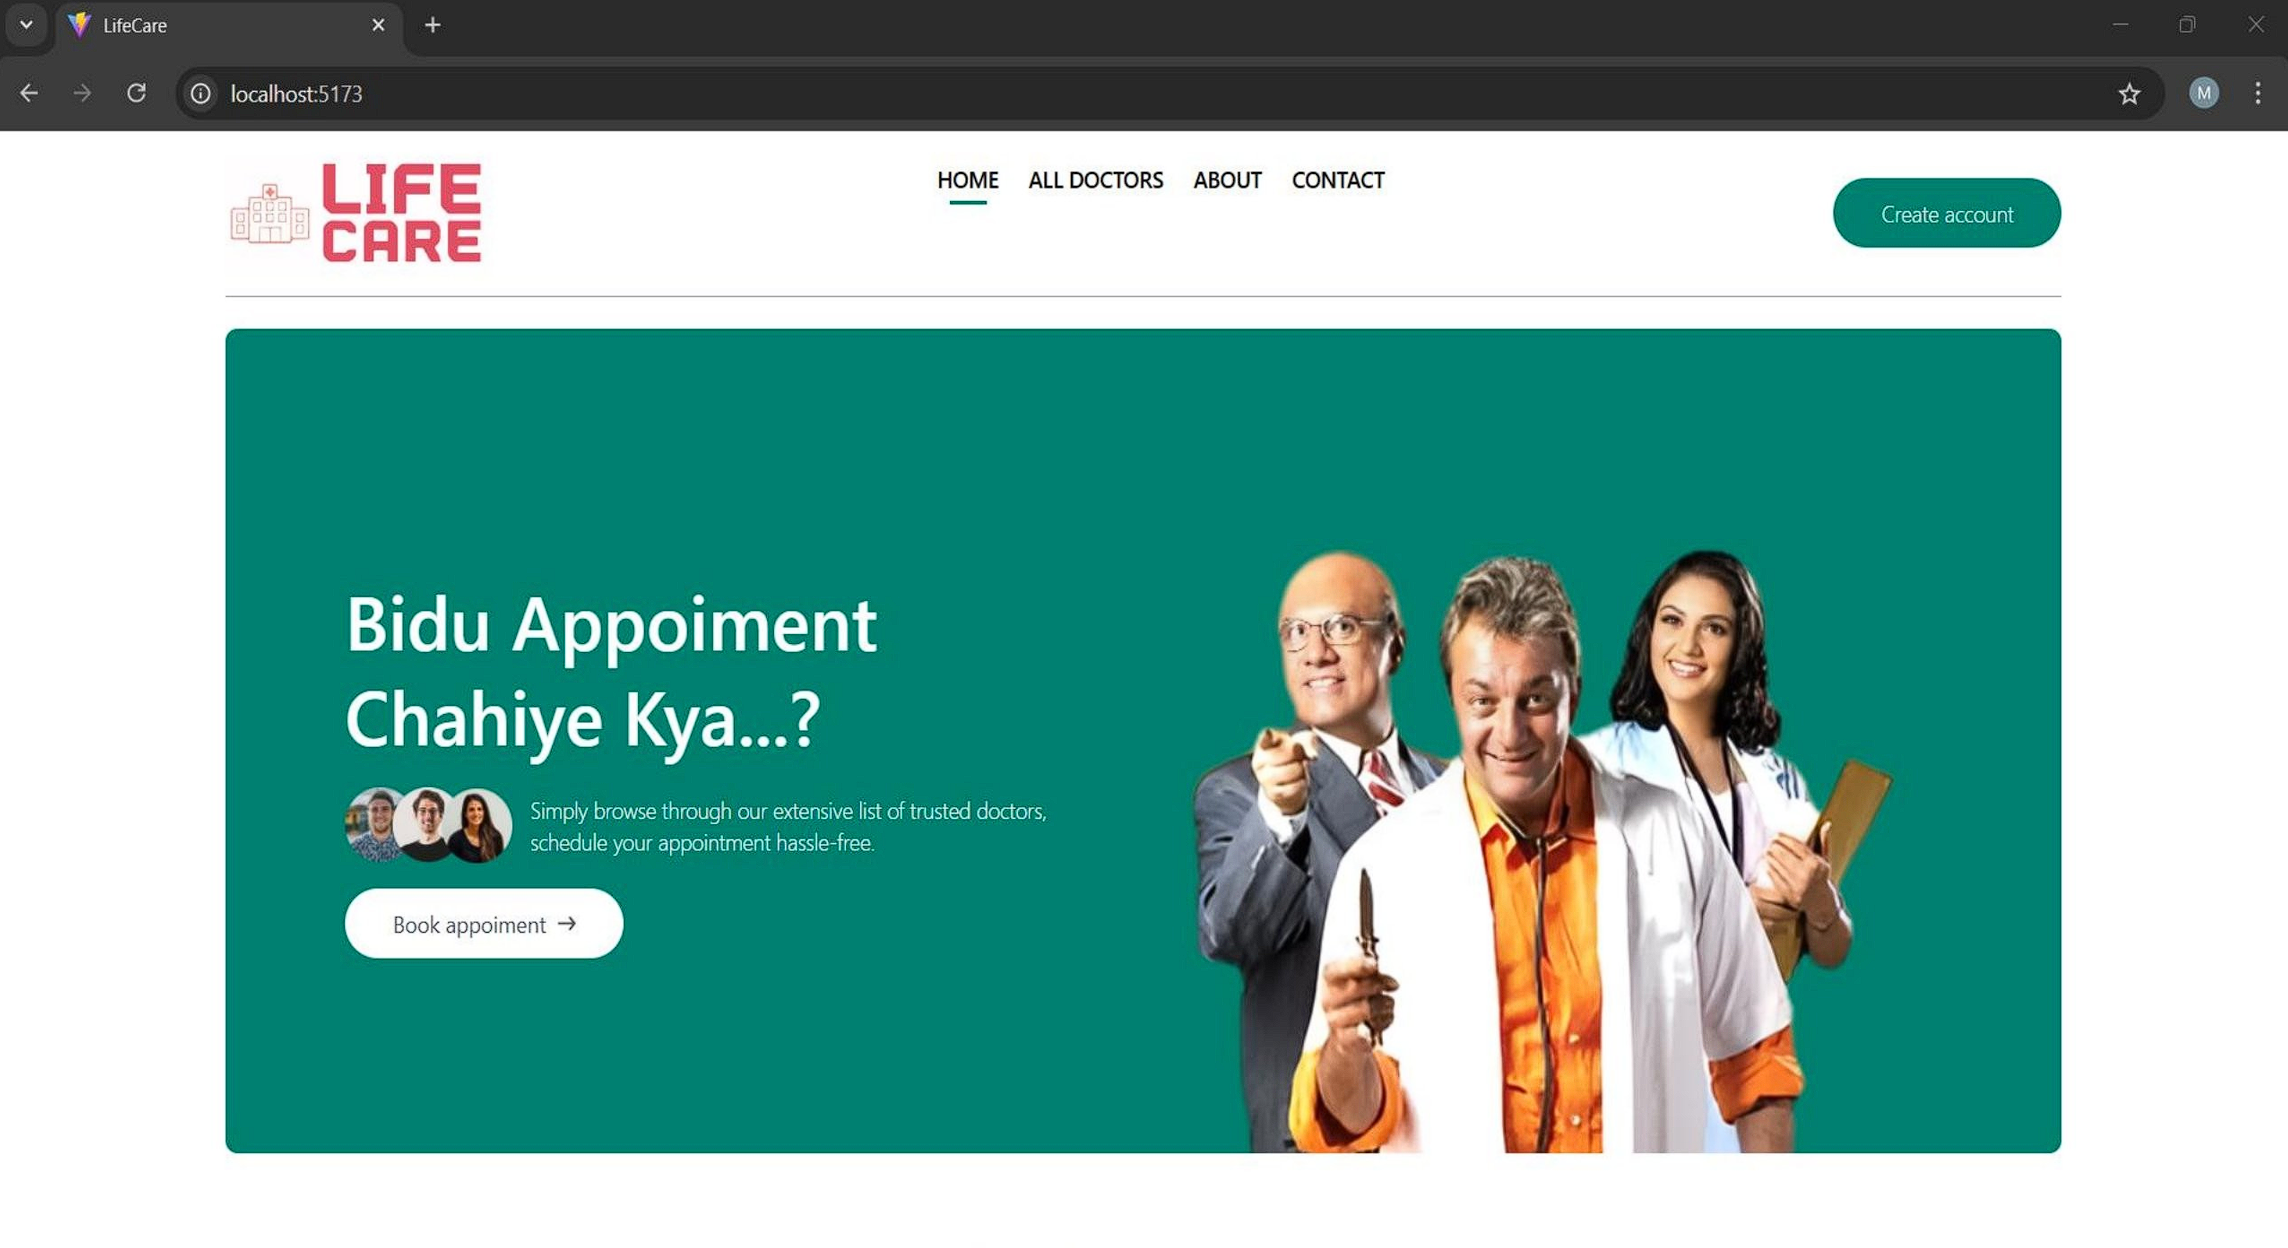 LifeCare
localhost:5173
M
LIFE
CARE
HOME ALL DOCTORS ABOUT CONTACT
Create account
Bidu Appoiment
Chahiye Kya...?
Simply browse through our extensive list of trusted doctors,
schedule your appointment hassle-free.
Book appoiment →